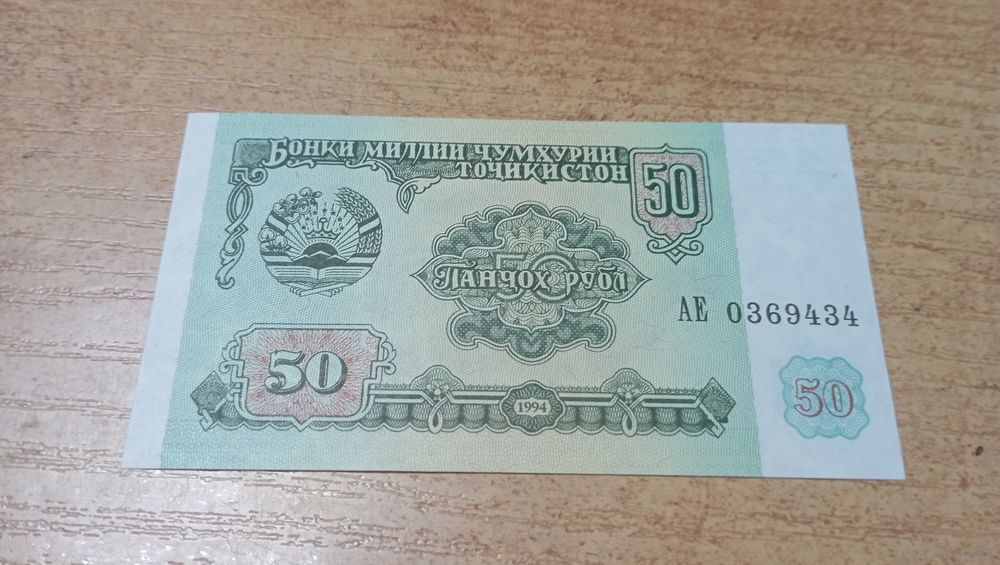 БОНКИ МИЛЛИИ ҶУМҲУРИИ
ТОҶИКИСТОН
50
50
ПАНҶОҲ РУБЛ
АЕ 0369434
50
1994
50